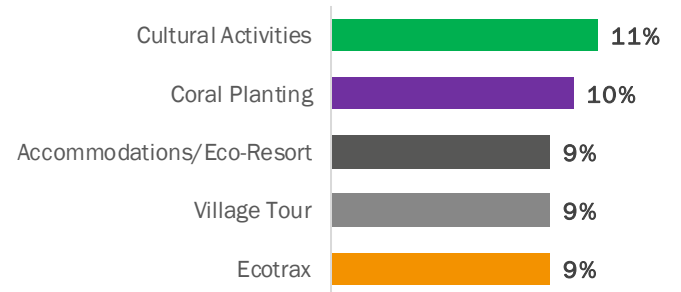 Cultural Activities 11%
Coral Planting 10%
Accommodations/Eco-Resort 9%
Village Tour 9%
Ecotrax 9%